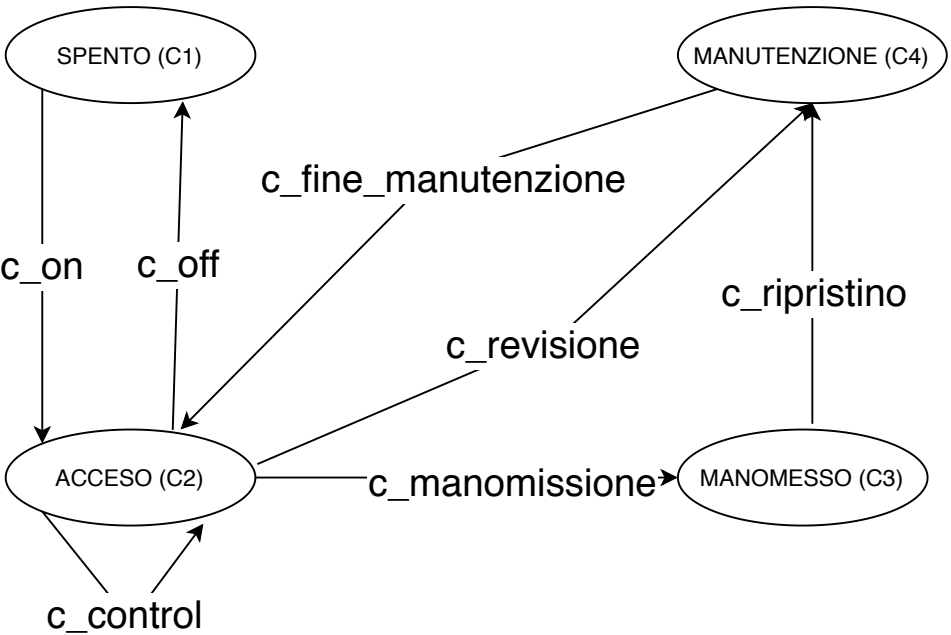 SPENTO (C1)
MANUTENZIONE (C4)
c_fine_manutenzione
c_on
c_off
c_ripristino
c_revisione
ACCESO (C2)
c_manomissione
MANOMESSO (C3)
c_control